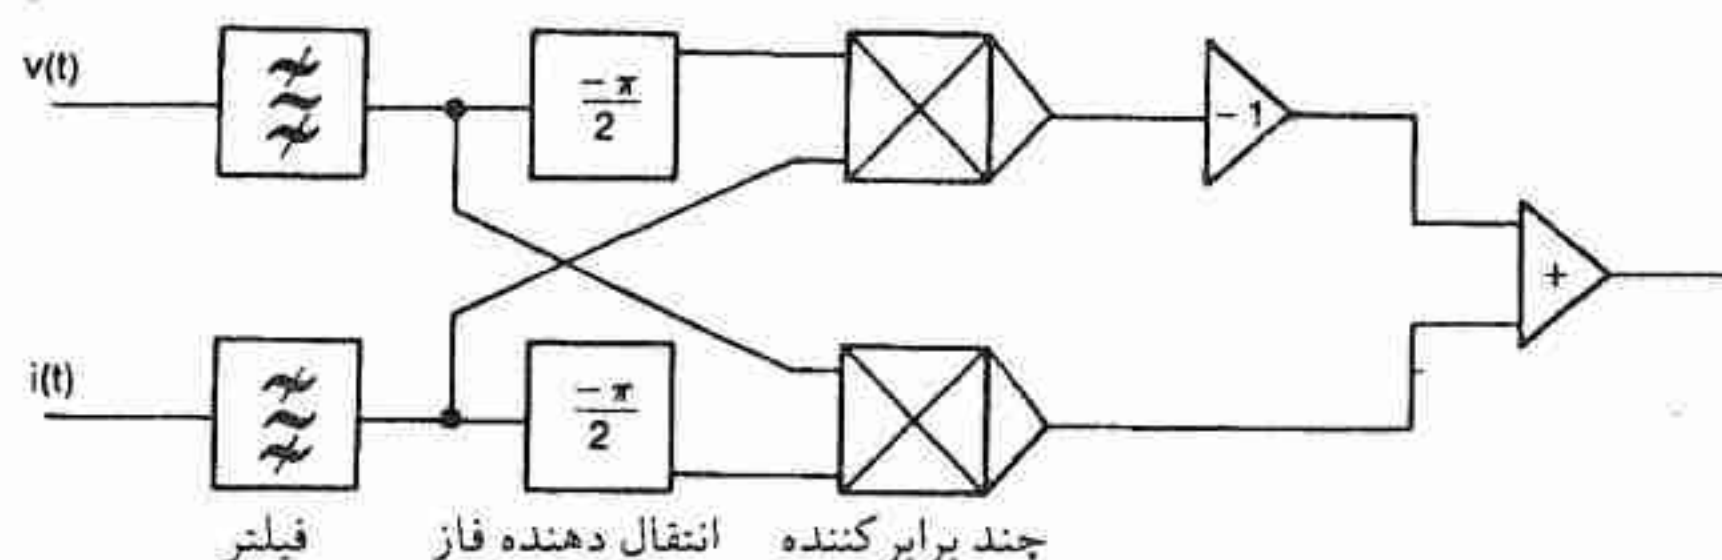 v(t)
-π/2
-1
+
i(t)
-π/2
فیلتر
انتقال دهنده فاز
چند برابر کننده